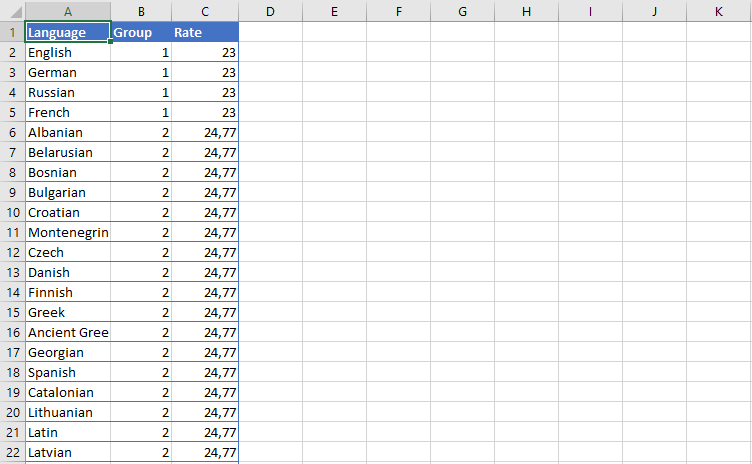 A B C D E F G H I J K
1 Language Group Rate
2 English 1 23
3 German 1 23
4 Russian 1 23
5 French 1 23
6 Albanian 2 24,77
7 Belarusian 2 24,77
8 Bosnian 2 24,77
9 Bulgarian 2 24,77
10 Croatian 2 24,77
11 Montenegrin 2 24,77
12 Czech 2 24,77
13 Danish 2 24,77
14 Finnish 2 24,77
15 Greek 2 24,77
16 Ancient Gree 2 24,77
17 Georgian 2 24,77
18 Spanish 2 24,77
19 Catalonian 2 24,77
20 Lithuanian 2 24,77
21 Latin 2 24,77
22 Latvian 2 24,77